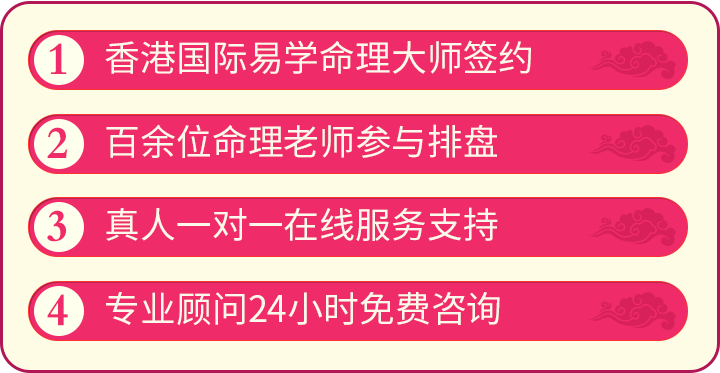 1 香港国际易学命理大师签约
2 百余位命理老师参与排盘
3 真人一对一在线服务支持
4 专业顾问24小时免费咨询